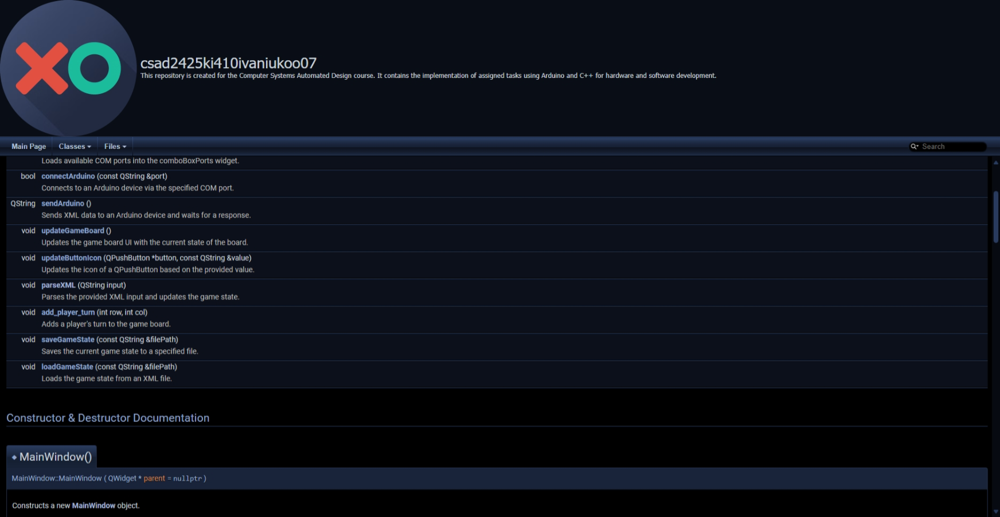 XO
csad2425ki410ivaniukoo07
This repository is created for the Computer Systems Automated Design course. It contains the implementation of assigned tasks using Arduino and C++ for hardware and software development.
Main Page Classes Files Search
Loads available COM ports into the comboBoxPorts widget.
bool connectArduino (const QString &port)
Connects to an Arduino device via the specified COM port.
QString sendArduino ()
Sends XML data to an Arduino device and waits for a response.
void updateGameBoard ()
Updates the game board UI with the current state of the board.
void updateButtonIcon (QPushButton *button, const QString &value)
Updates the icon of a QPushButton based on the provided value.
void parseXML (QString input)
Parses the provided XML input and updates the game state.
void add_player_turn (int row, int col)
Adds a player's turn to the game board.
void saveGameState (const QString &filePath)
Saves the current game state to a specified file.
void loadGameState (const QString &filePath)
Loads the game state from an XML file.
Constructor & Destructor Documentation
◆ MainWindow()
MainWindow::MainWindow ( QWidget * parent = nullptr )
Constructs a new MainWindow object.